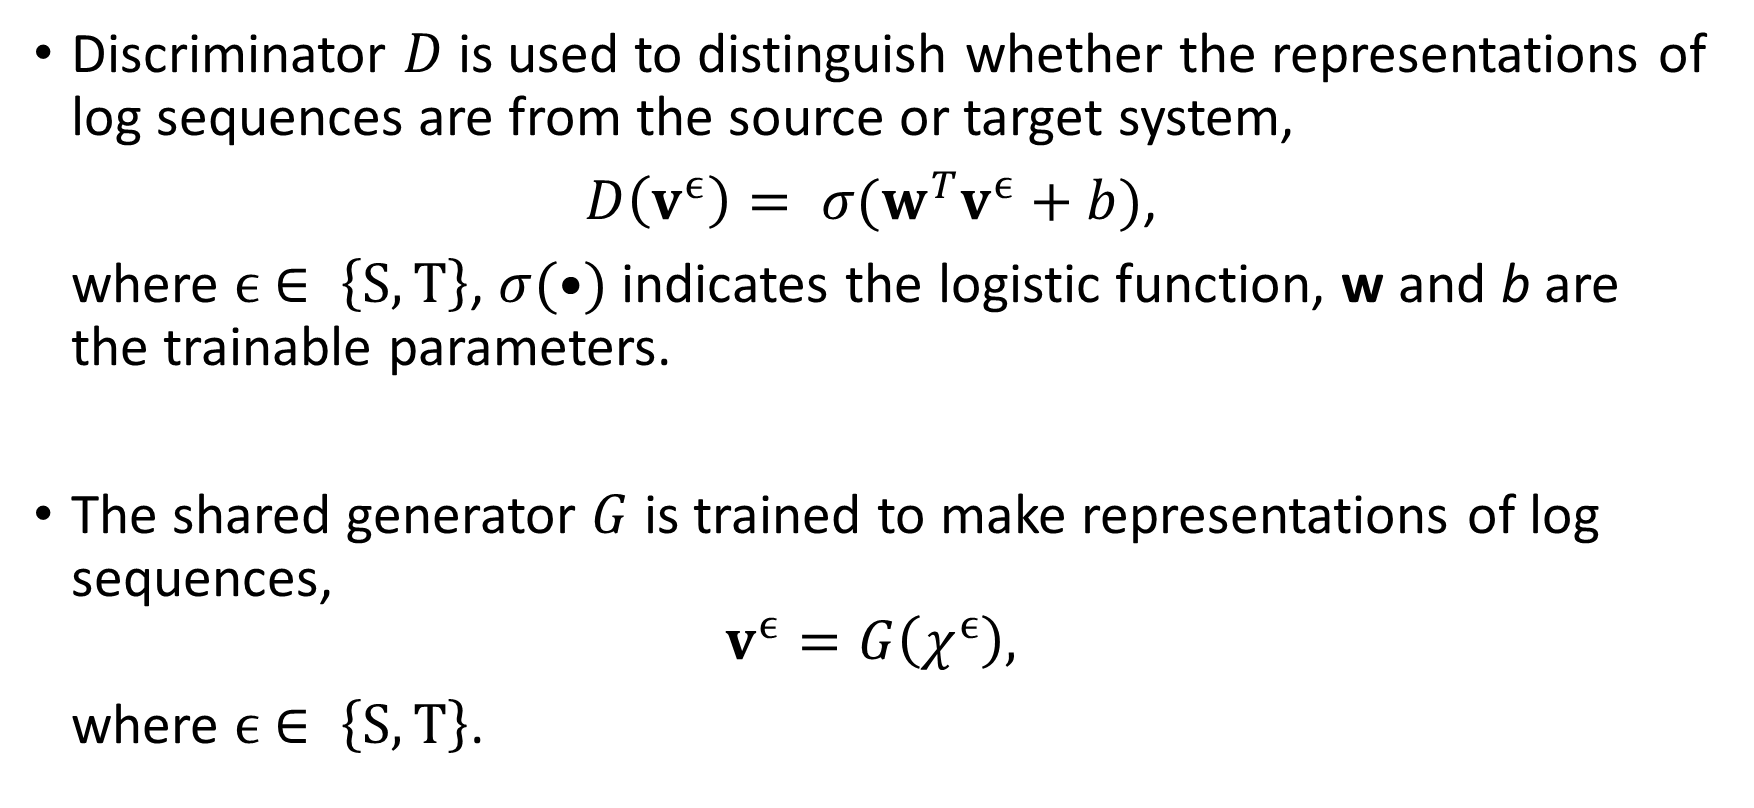 • Discriminator D is used to distinguish whether the representations of
log sequences are from the source or target system,
D(𝐯^ϵ) = σ(𝐰^T 𝐯^ϵ + b),
where ϵ ∈ {S, T}, σ(•) indicates the logistic function, 𝐰 and b are
the trainable parameters.
• The shared generator G is trained to make representations of log
sequences,
𝐯^ϵ = G(χ^ϵ),
where ϵ ∈ {S, T}.